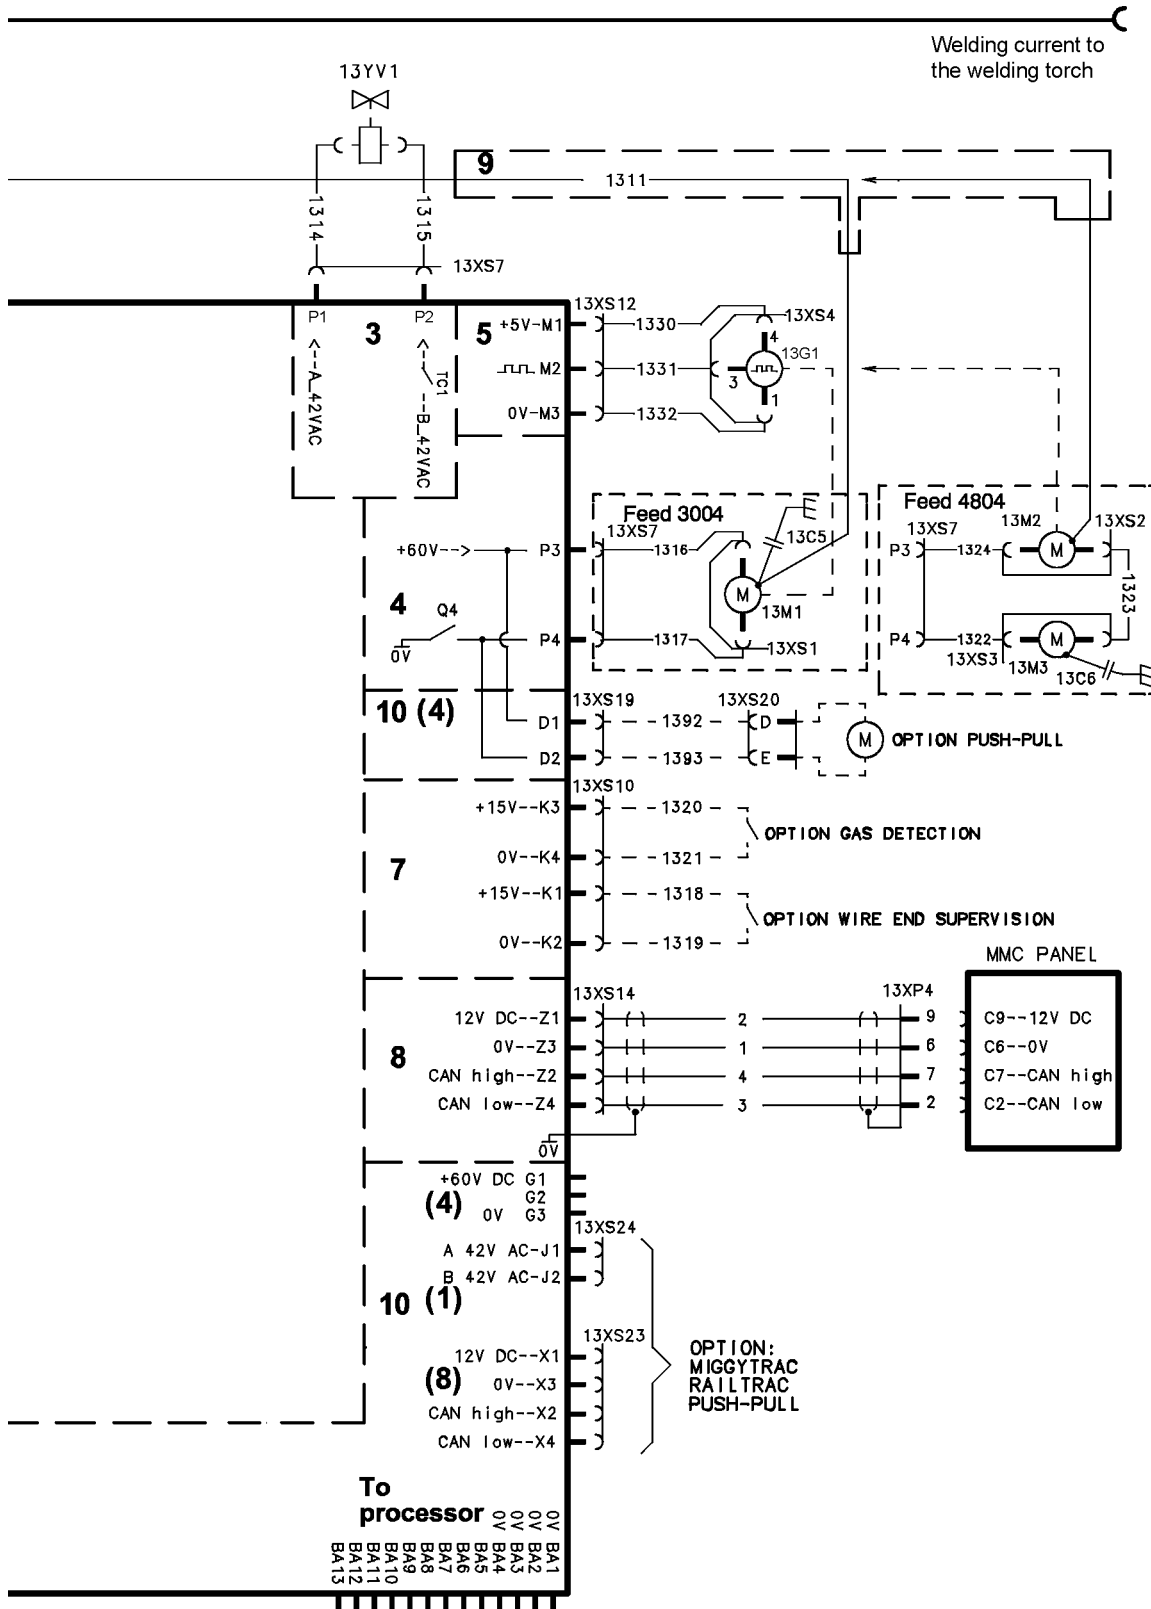 Welding current to
the welding torch
13YV1
9
1311
1314
1315
13XS7
P1
3
P2
5
+5V-M1
13XS12
1330
13XS4
4
13G1
<--A_42VAC
<--
TC1
--B_42VAC
M2
1331
3
1
0V-M3
1332
Feed 3004
Feed 4804
13XS7
1316
13C5
13XS7
13M2
13XS2
+60V-->
P3
P3
1324
M
M
13M1
1323
4
Q4
0V
P4
1317
13XS1
P4
1322
M
13XS3
13M3
13C6
10 (4)
13XS19
13XS20
D1
1392
D
M
OPTION PUSH-PULL
D2
1393
E
13XS10
+15V--K3
1320
OPTION GAS DETECTION
0V--K4
1321
7
+15V--K1
1318
OPTION WIRE END SUPERVISION
0V--K2
1319
MMC PANEL
13XS14
13XP4
12V DC--Z1
2
9
C9--12V DC
0V--Z3
1
6
C6--0V
8
CAN high--Z2
4
7
C7--CAN high
CAN low--Z4
3
2
C2--CAN low
0V
+60V DC G1
(4)
G2
0V G3
13XS24
A 42V AC-J1
B 42V AC-J2
10 (1)
13XS23
12V DC--X1
(8)
0V--X3
CAN high--X2
CAN low--X4
OPTION:
MIGGYTRAC
RAILTRAC
PUSH-PULL
To
processor
BA13
BA12
BA11
BA10
BA9
BA8
BA7
BA6
BA5
0V BA4
0V BA3
0V BA2
0V BA1